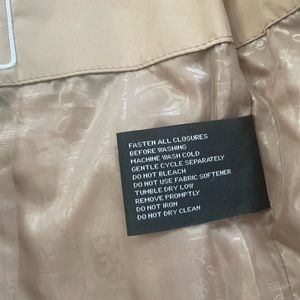 FASTEN ALL CLOSURES
BEFORE WASHING
MACHINE WASH COLD
GENTLE CYCLE SEPARATELY
DO NOT BLEACH
DO NOT USE FABRIC SOFTENER
TUMBLE DRY LOW
REMOVE PROMPTLY
DO NOT IRON
DO NOT DRY CLEAN